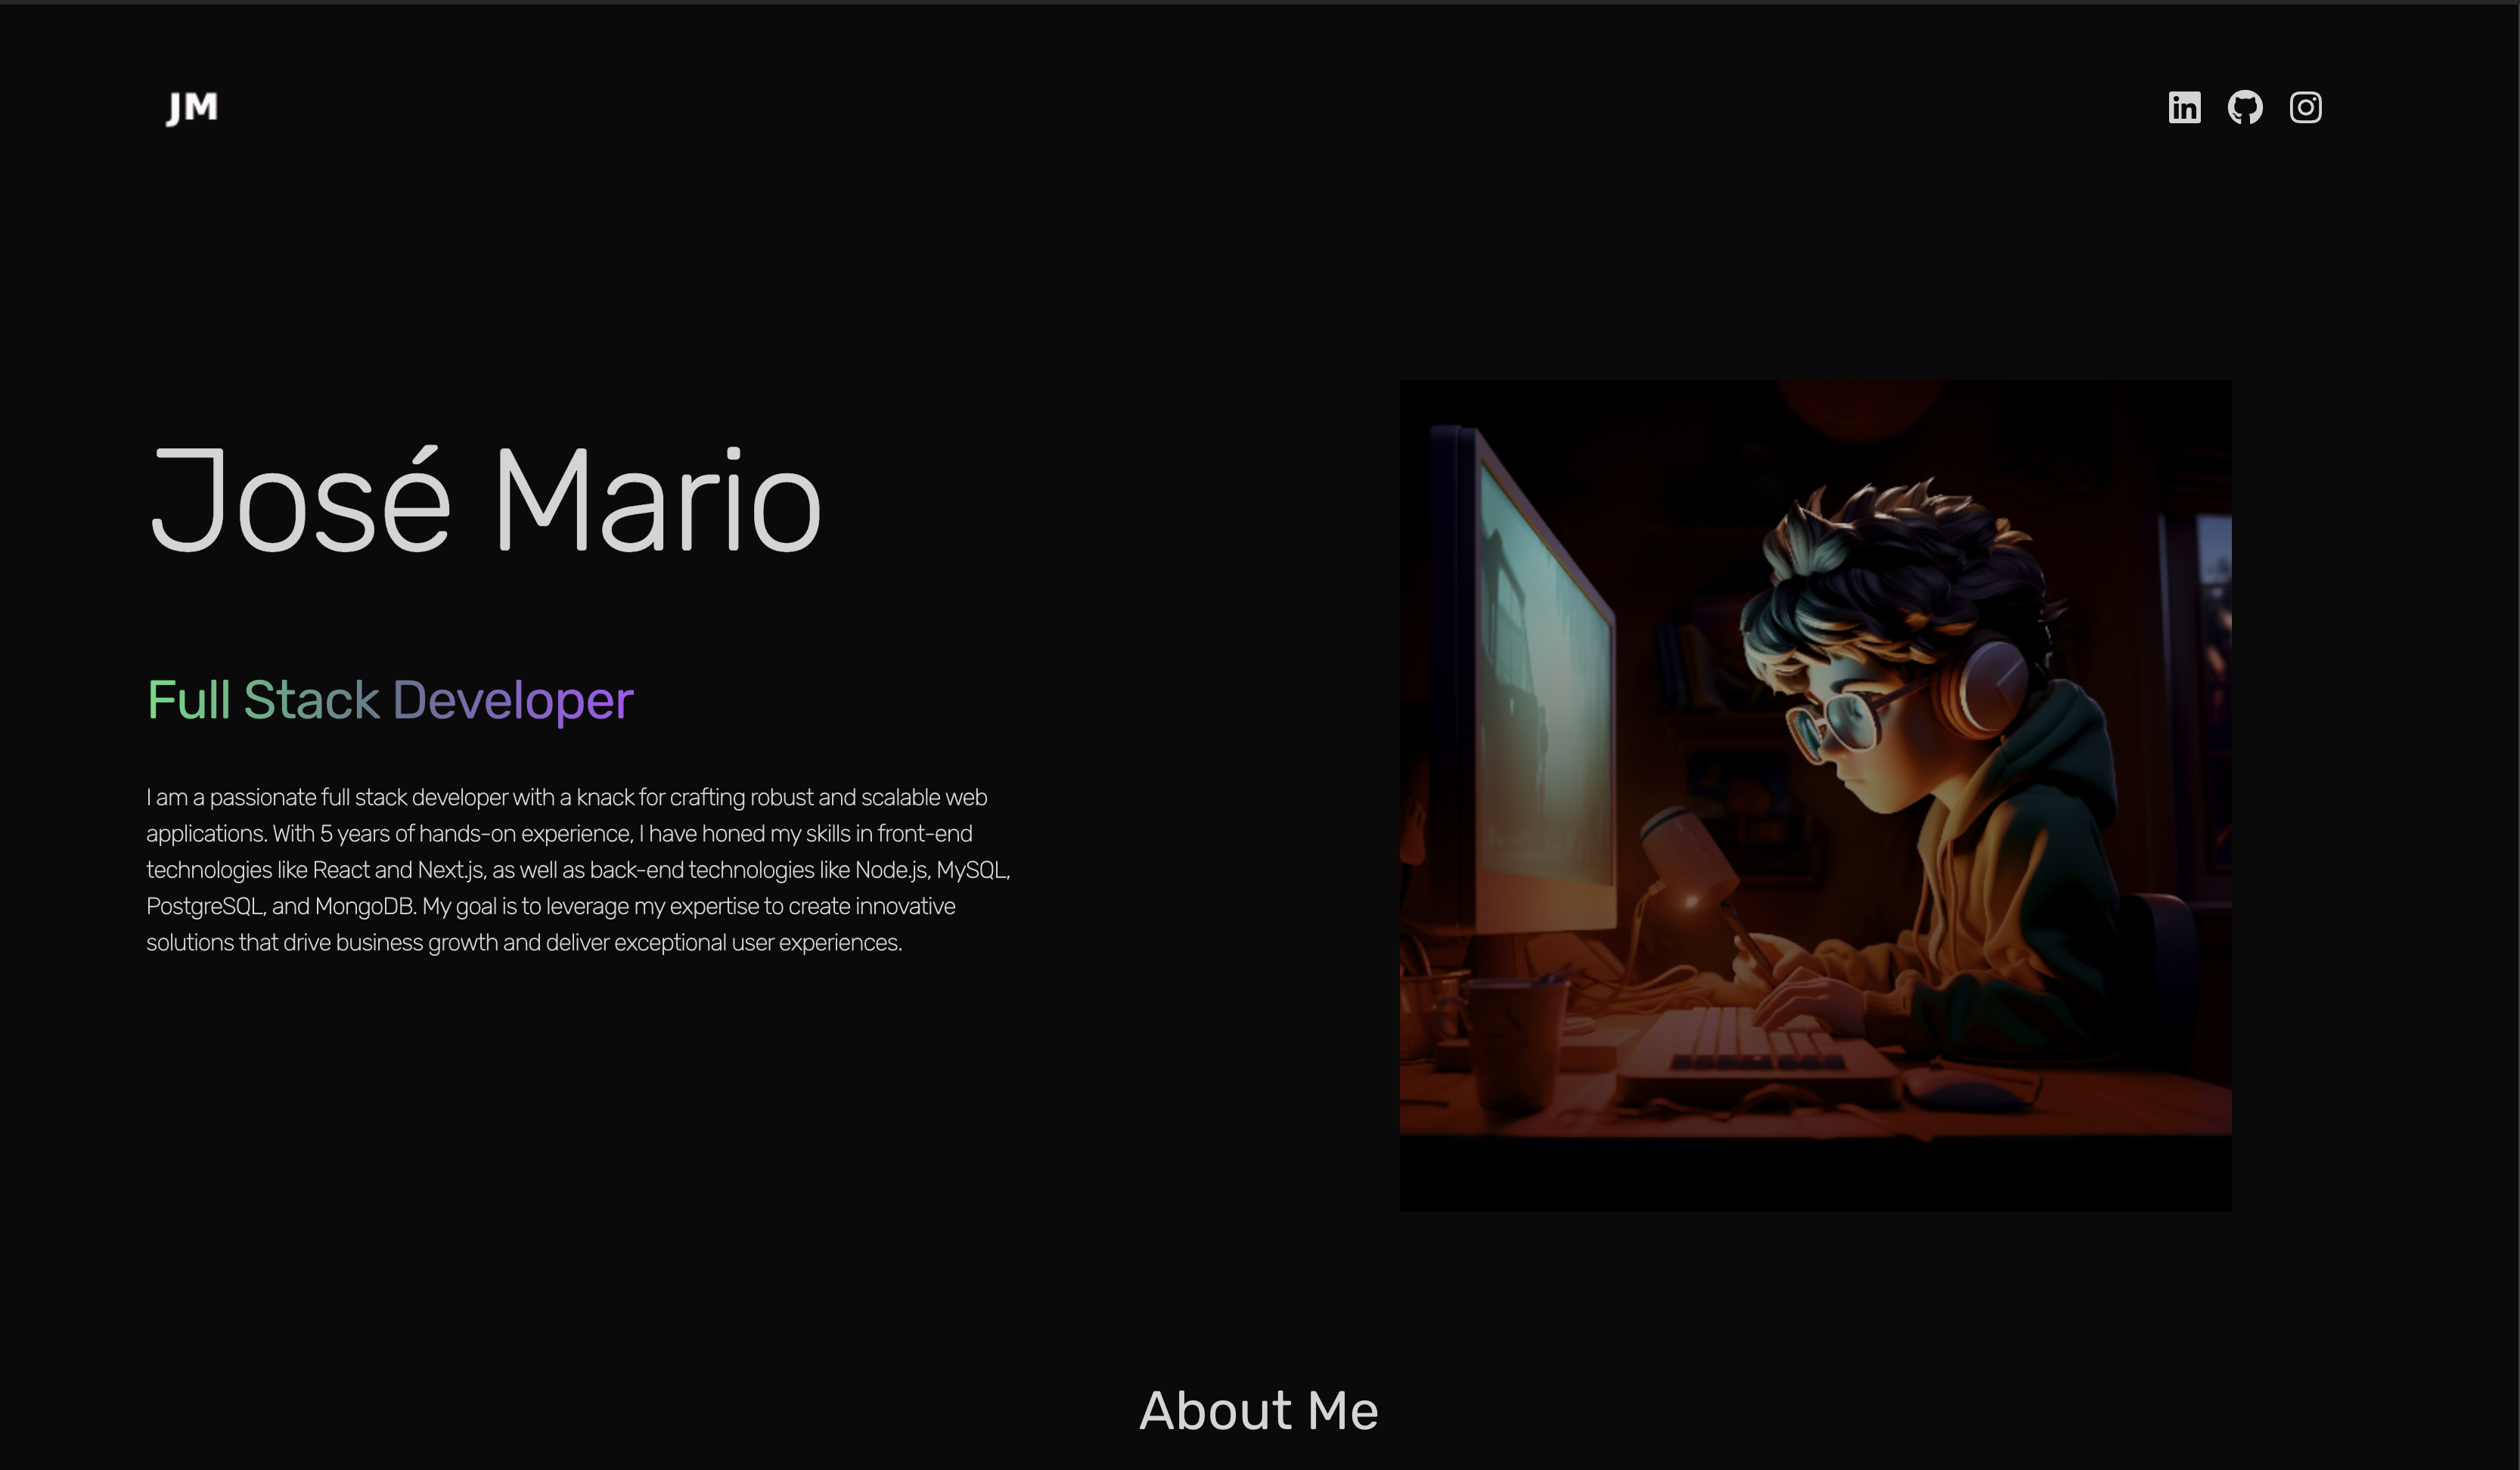 JM
José Mario
Full Stack Developer
I am a passionate full stack developer with a knack for crafting robust and scalable web
applications. With 5 years of hands-on experience, I have honed my skills in front-end
technologies like React and Next.js, as well as back-end technologies like Node.js, MySQL,
PostgreSQL, and MongoDB. My goal is to leverage my expertise to create innovative
solutions that drive business growth and deliver exceptional user experiences.
About Me